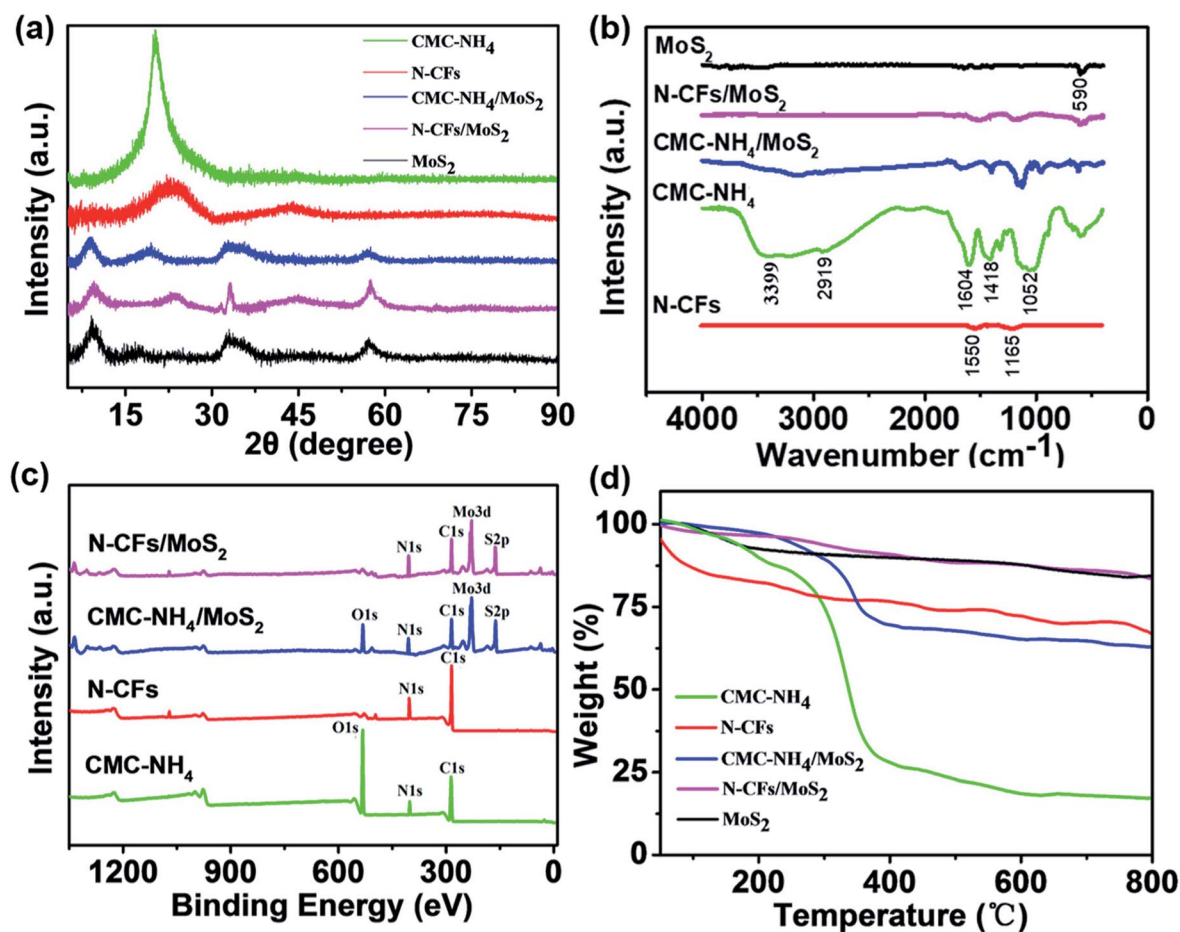 (a)
CMC-NH4
N-CFs
CMC-NH4/MoS2
N-CFs/MoS2
MoS2
Intensity (a.u.)
15 30 45 60 75 90
2θ (degree)
(b)
MoS2
590
N-CFs/MoS2
CMC-NH4/MoS2
CMC-NH4
3399 2919 1604 1418 1052
N-CFs
1550 1165
Intensity (a.u.)
4000 3000 2000 1000 0
Wavenumber (cm-1)
(c)
N-CFs/MoS2
N1s C1s Mo3d S2p
CMC-NH4/MoS2
O1s N1s C1s Mo3d S2p
N-CFs
N1s C1s
CMC-NH4
O1s N1s C1s
Intensity (a.u.)
1200 900 600 300 0
Binding Energy (eV)
(d)
100
75
50
25
0
Weight (%)
CMC-NH4
N-CFs
CMC-NH4/MoS2
N-CFs/MoS2
MoS2
200 400 600 800
Temperature (℃)